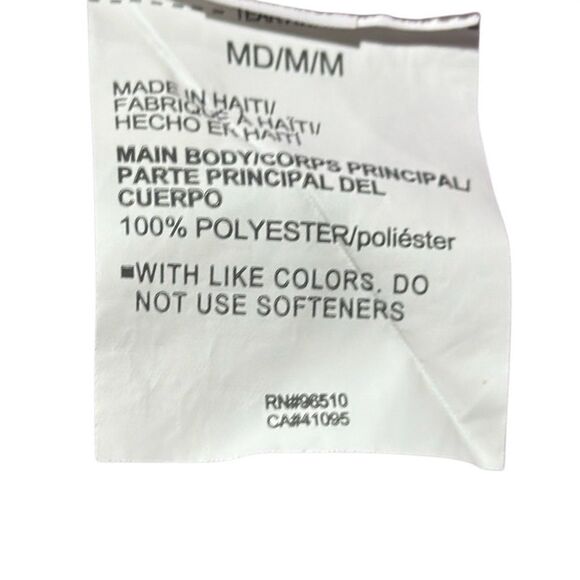 MD/M/M
MADE IN HAITI/
FABRIQUÉ À HAÏTI/
HECHO EN HAITI
MAIN BODY/CORPS PRINCIPAL/
PARTE PRINCIPAL DEL
CUERPO
100% POLYESTER/poliéster
■WITH LIKE COLORS. DO
NOT USE SOFTENERS
RN#96510
CA#41095